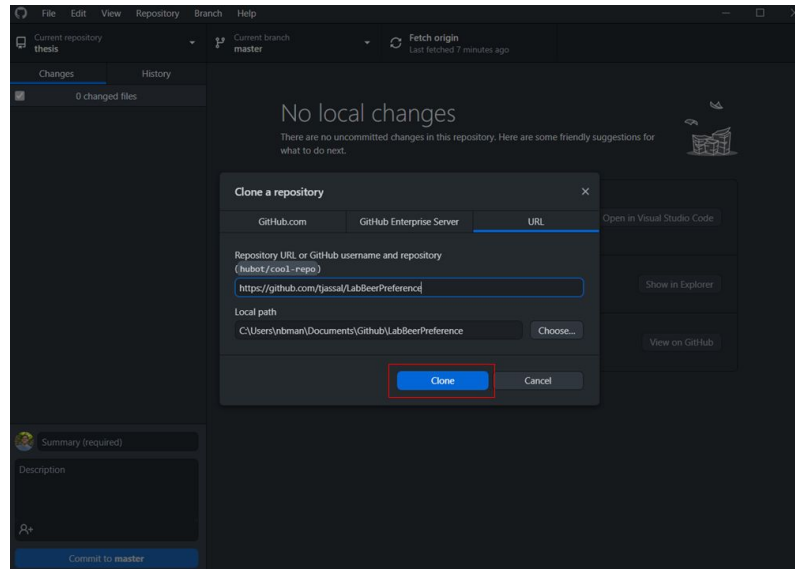 File Edit View Repository Branch Help
Current repository
thesis
Current branch
master
Fetch origin
Last fetched 7 minutes ago
Changes History
0 changed files
No local changes
There are no uncommitted changes in this repository. Here are some friendly suggestions for
what to do next.
Clone a repository
GitHub.com GitHub Enterprise Server URL
Repository URL or GitHub username and repository
(hubot/cool-repo)
https://github.com/tjassal/LabBeerPreference
Local path
C:\Users\nbman\Documents\Github\LabBeerPreference Choose...
Clone Cancel
Open in Visual Studio Code
Show in Explorer
View on GitHub
Summary (required)
Description
Commit to master